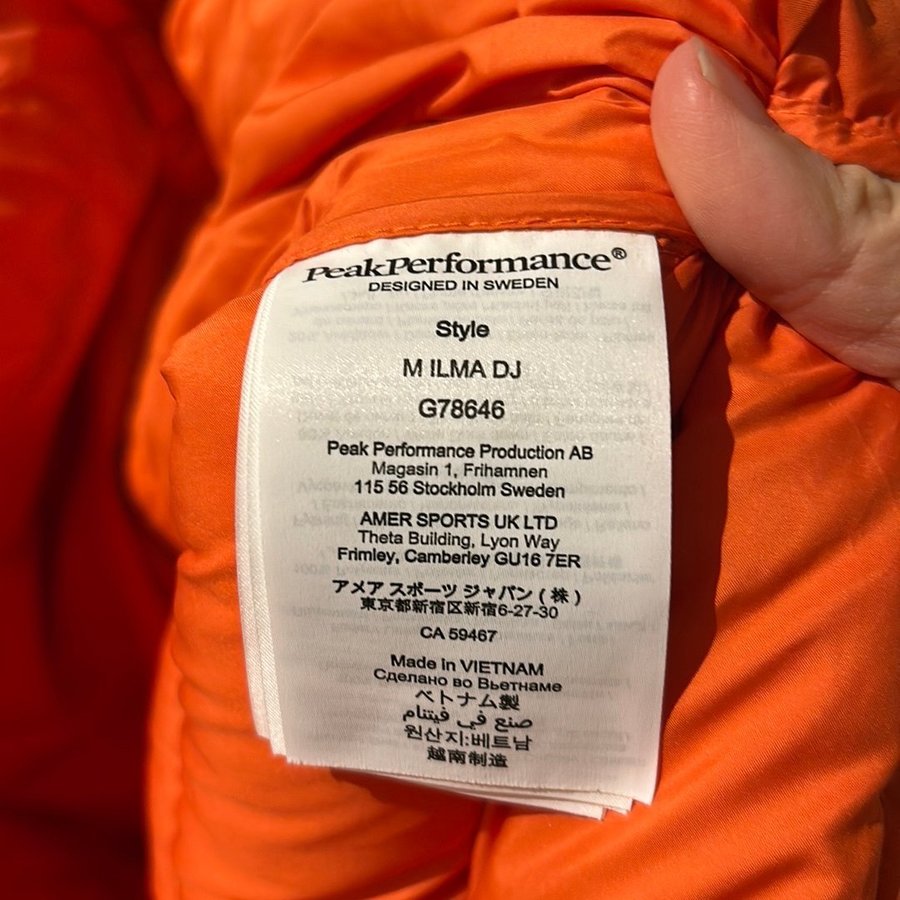 PeakPerformance®
DESIGNED IN SWEDEN
Style
M ILMA DJ
G78646
Peak Performance Production AB
Magasin 1, Frihamnen
115 56 Stockholm Sweden
AMER SPORTS UK LTD
Theta Building, Lyon Way
Frimley, Camberley GU16 7ER
アメア スポーツ ジャパン ( 株 )
東京都新宿区新宿6-27-30
CA 59467
Made in VIETNAM
Сделано во Вьетнаме
ベトナム製
صنع في فيتنام
원산지:베트남
越南制造